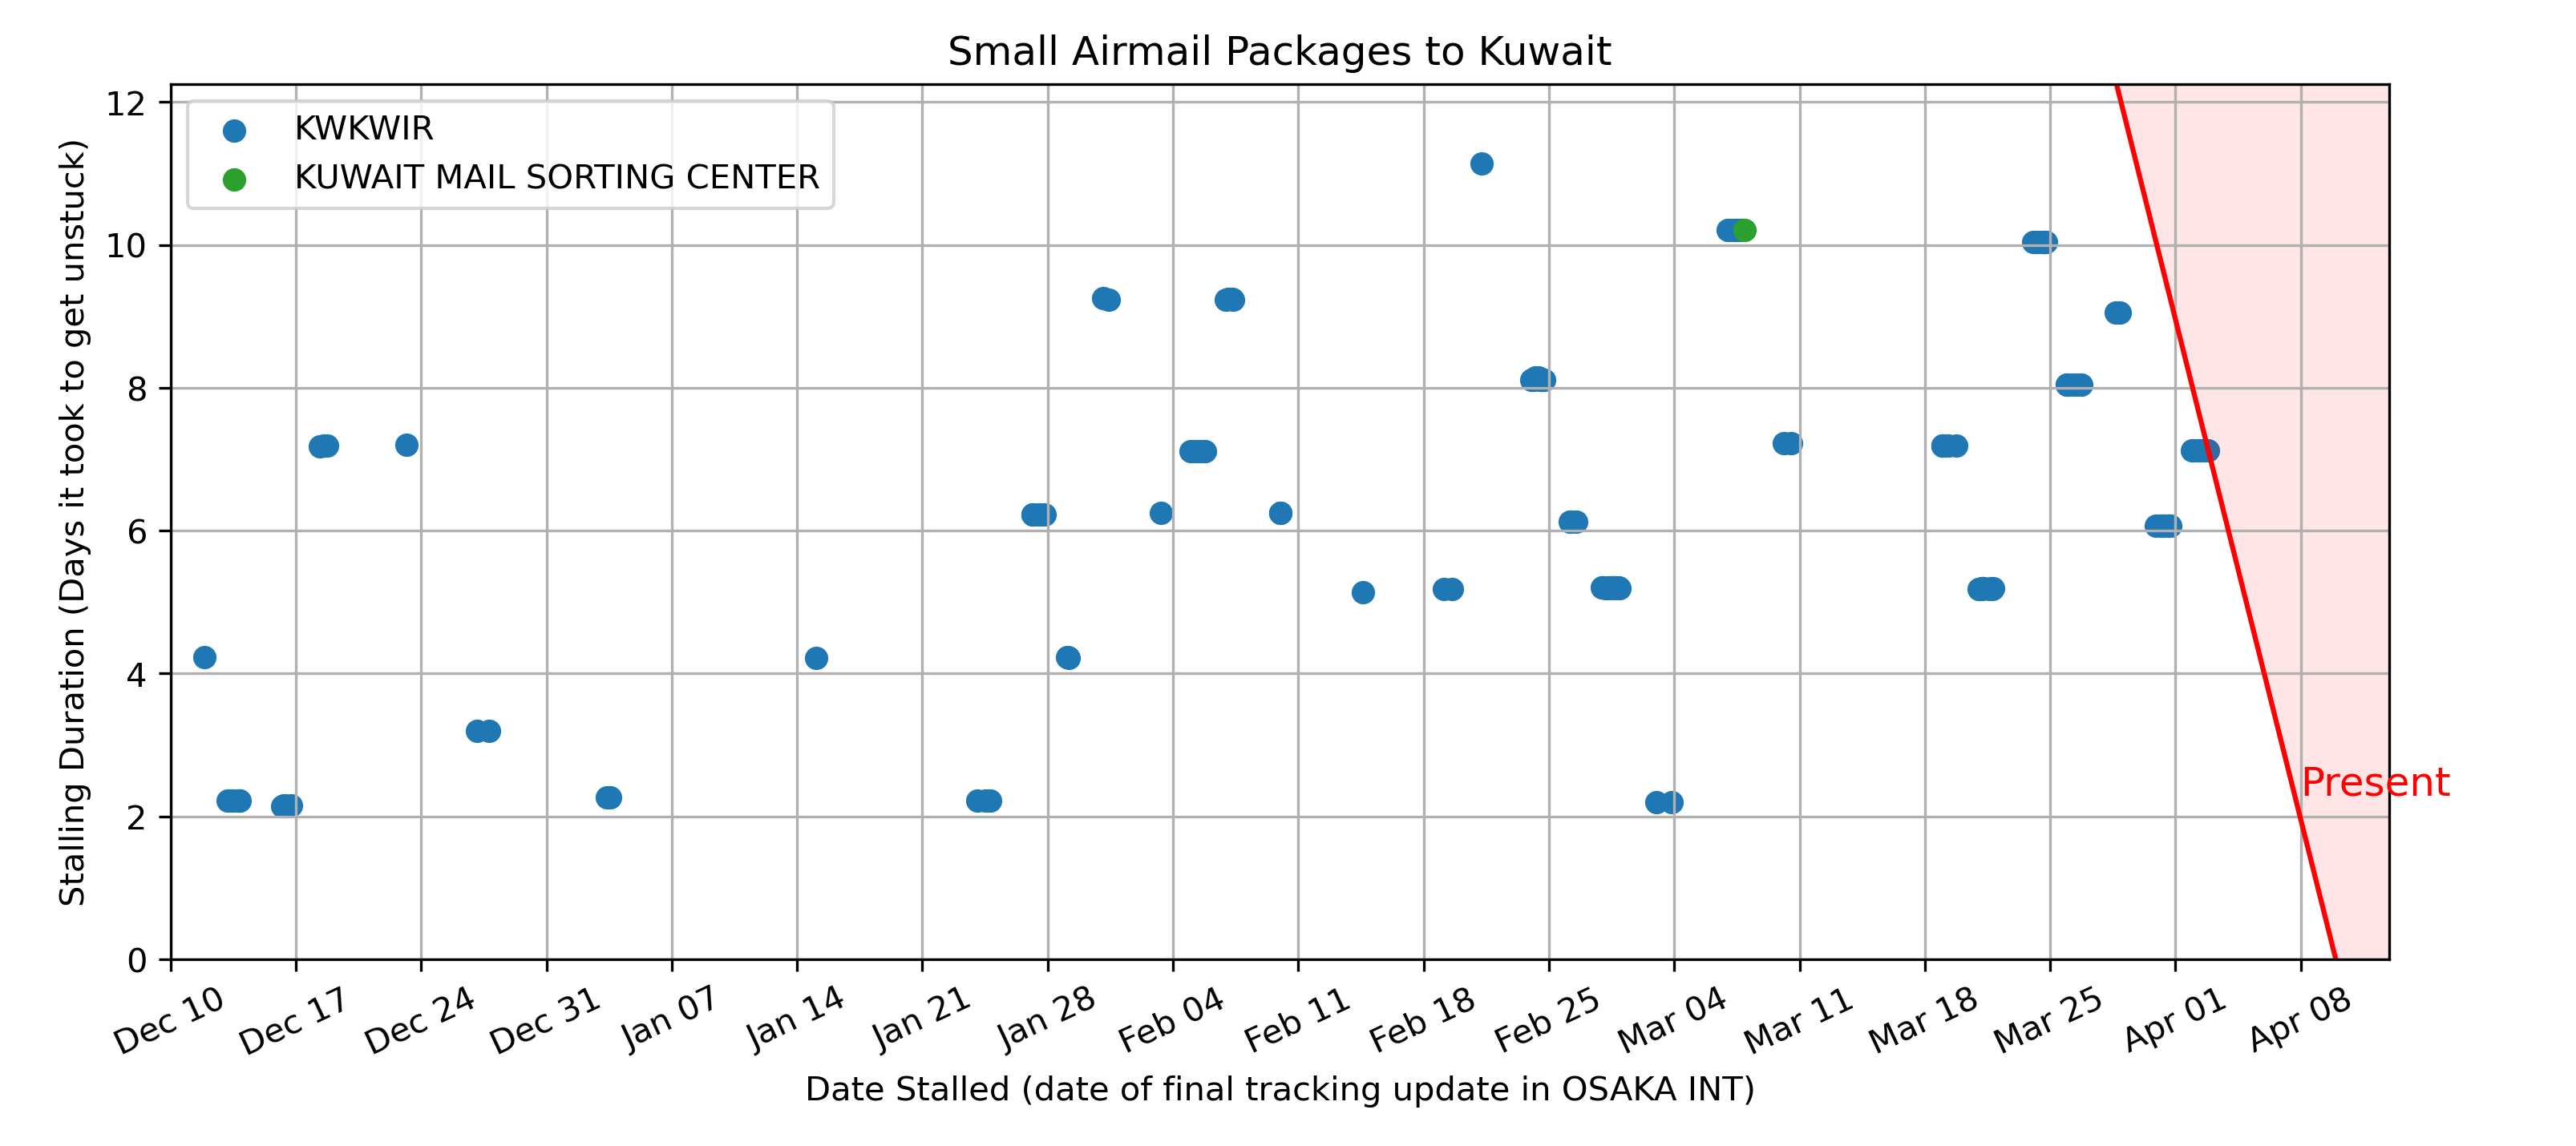 Small Airmail Packages to Kuwait
KWKWIR
KUWAIT MAIL SORTING CENTER
Stalling Duration (Days it took to get unstuck)
12
10
8
6
4
2
0
Present
Dec 10
Dec 17
Dec 24
Dec 31
Jan 07
Jan 14
Jan 21
Jan 28
Feb 04
Feb 11
Feb 18
Feb 25
Mar 04
Mar 11
Mar 18
Mar 25
Apr 01
Apr 08
Date Stalled (date of final tracking update in OSAKA INT)